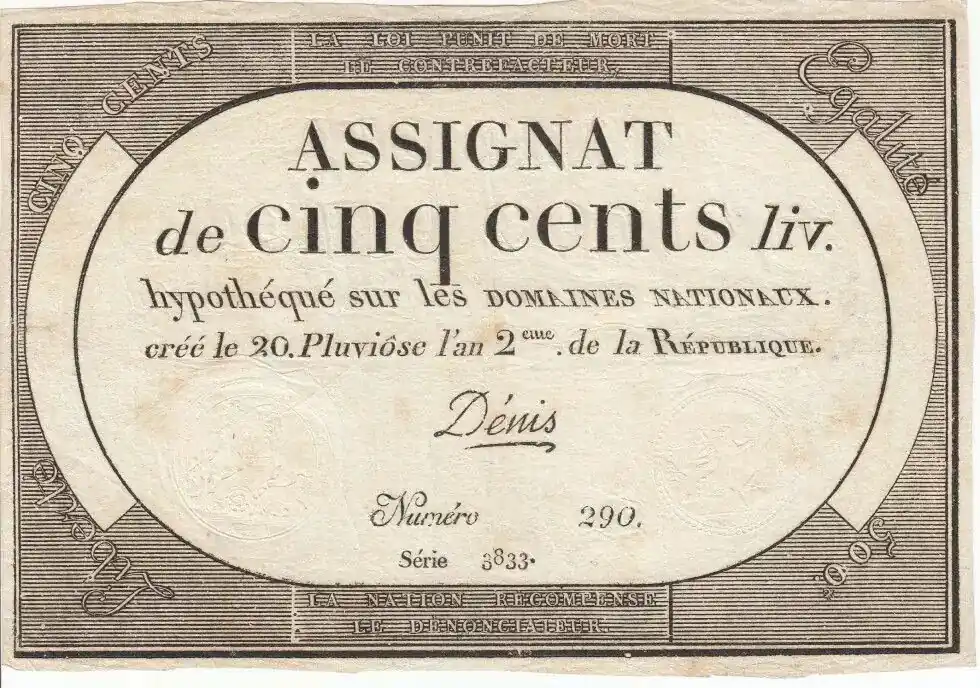 LA LOI PUNIT DE MORT
LE CONTREFACTEUR.
CINQ CENTS
Egalité
ASSIGNAT
de cinq cents liv.
hypothéqué sur les DOMAINES NATIONAUX.
créé le 20. Pluviôse l'an 2eme. de la RÉPUBLIQUE.
Dénis
Numéro 290.
Série 3833.
Liberté
500.
LA NATION RECOMPENSE
LE DÉNONCIATEUR.